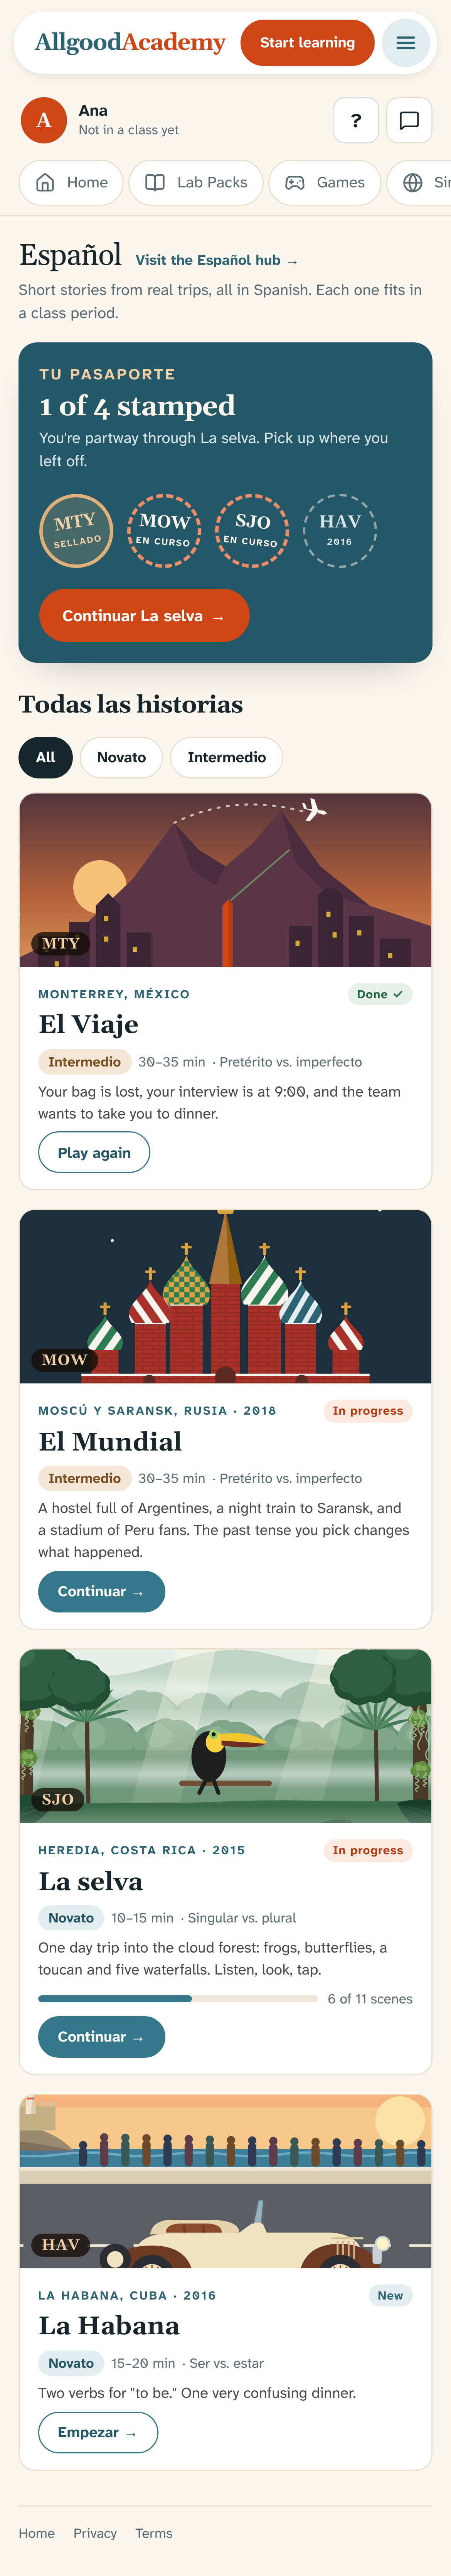 AllgoodAcademy
Start learning
A
Ana
Not in a class yet
?
Home
Lab Packs
Games
Español
Visit the Español hub →
Short stories from real trips, all in Spanish. Each one fits in
a class period.
TU PASAPORTE
1 of 4 stamped
You're partway through La selva. Pick up where you
left off.
MTY
SELLADO
MOW
EN CURSO
SJO
EN CURSO
HAV
2016
Continuar La selva →
Todas las historias
All
Novato
Intermedio
MTY
MONTERREY, MÉXICO
Done ✓
El Viaje
Intermedio 30–35 min · Pretérito vs. imperfecto
Your bag is lost, your interview is at 9:00, and the team
wants to take you to dinner.
Play again
MOW
MOSCÚ Y SARANSK, RUSIA · 2018
In progress
El Mundial
Intermedio 30–35 min · Pretérito vs. imperfecto
A hostel full of Argentines, a night train to Saransk, and
a stadium of Peru fans. The past tense you pick changes
what happened.
Continuar →
SJO
HEREDIA, COSTA RICA · 2015
In progress
La selva
Novato 10–15 min · Singular vs. plural
One day trip into the cloud forest: frogs, butterflies, a
toucan and five waterfalls. Listen, look, tap.
6 of 11 scenes
Continuar →
HAV
LA HABANA, CUBA · 2016
New
La Habana
Novato 15–20 min · Ser vs. estar
Two verbs for "to be." One very confusing dinner.
Empezar →
Home Privacy Terms